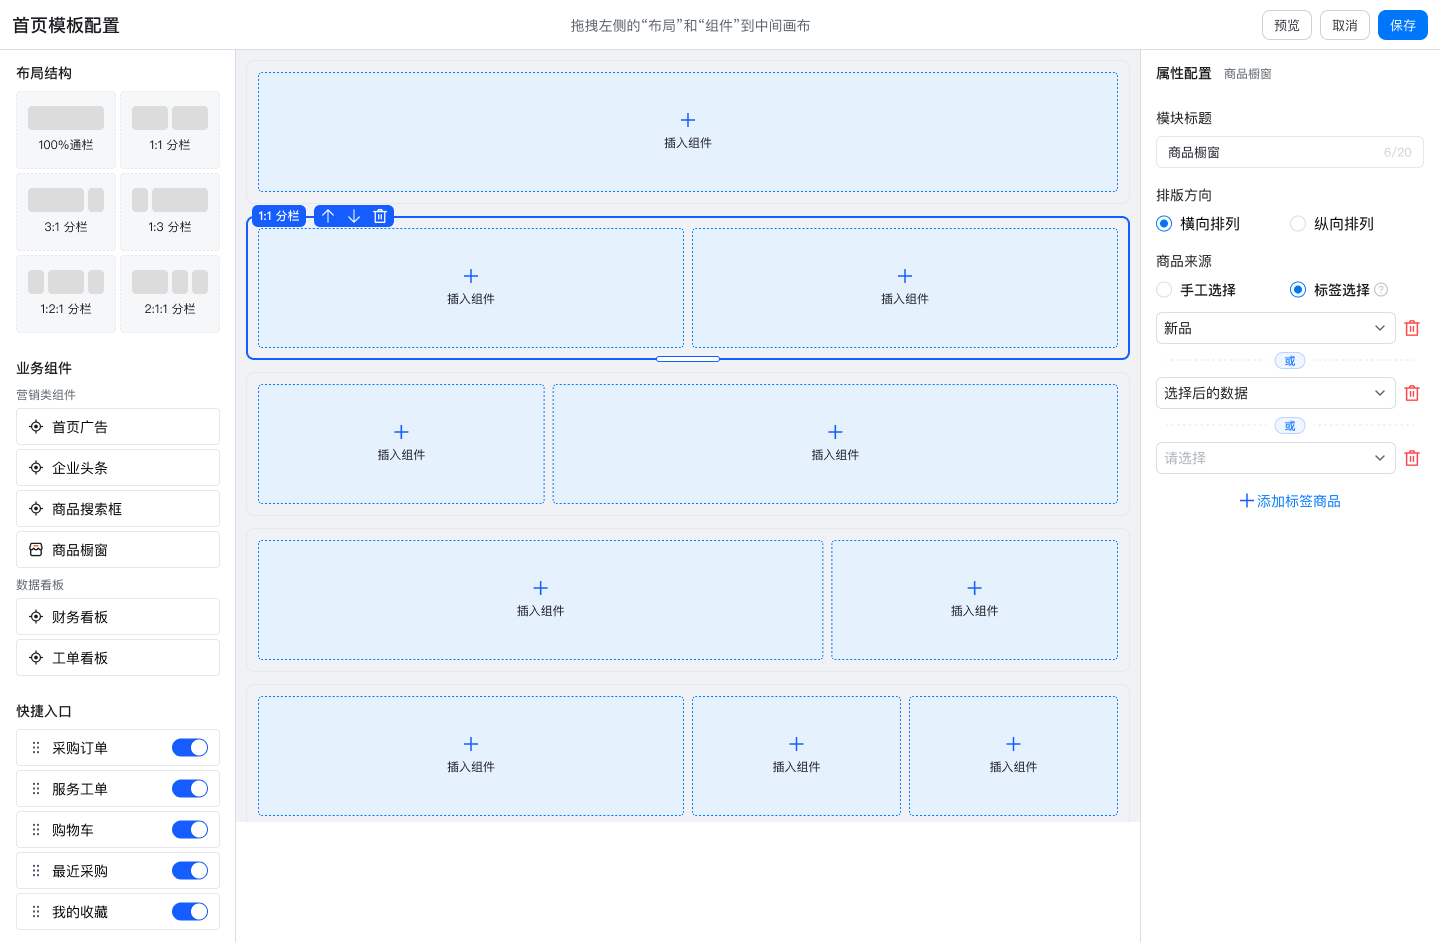 首页模板配置
拖拽左侧的“布局”和“组件”到中间画布
预览
取消
保存
布局结构
100%通栏
1:1 分栏
3:1 分栏
1:3 分栏
1:2:1 分栏
2:1:1 分栏
业务组件
营销类组件
首页广告
企业头条
商品搜索框
商品橱窗
数据看板
财务看板
工单看板
快捷入口
采购订单
服务工单
购物车
最近采购
我的收藏
插入组件
1:1 分栏
插入组件
插入组件
插入组件
插入组件
插入组件
插入组件
插入组件
插入组件
插入组件
属性配置 商品橱窗
模块标题
商品橱窗 6/20
排版方向
横向排列
纵向排列
商品来源
手工选择
标签选择 ?
新品
或
选择后的数据
或
请选择
添加标签商品